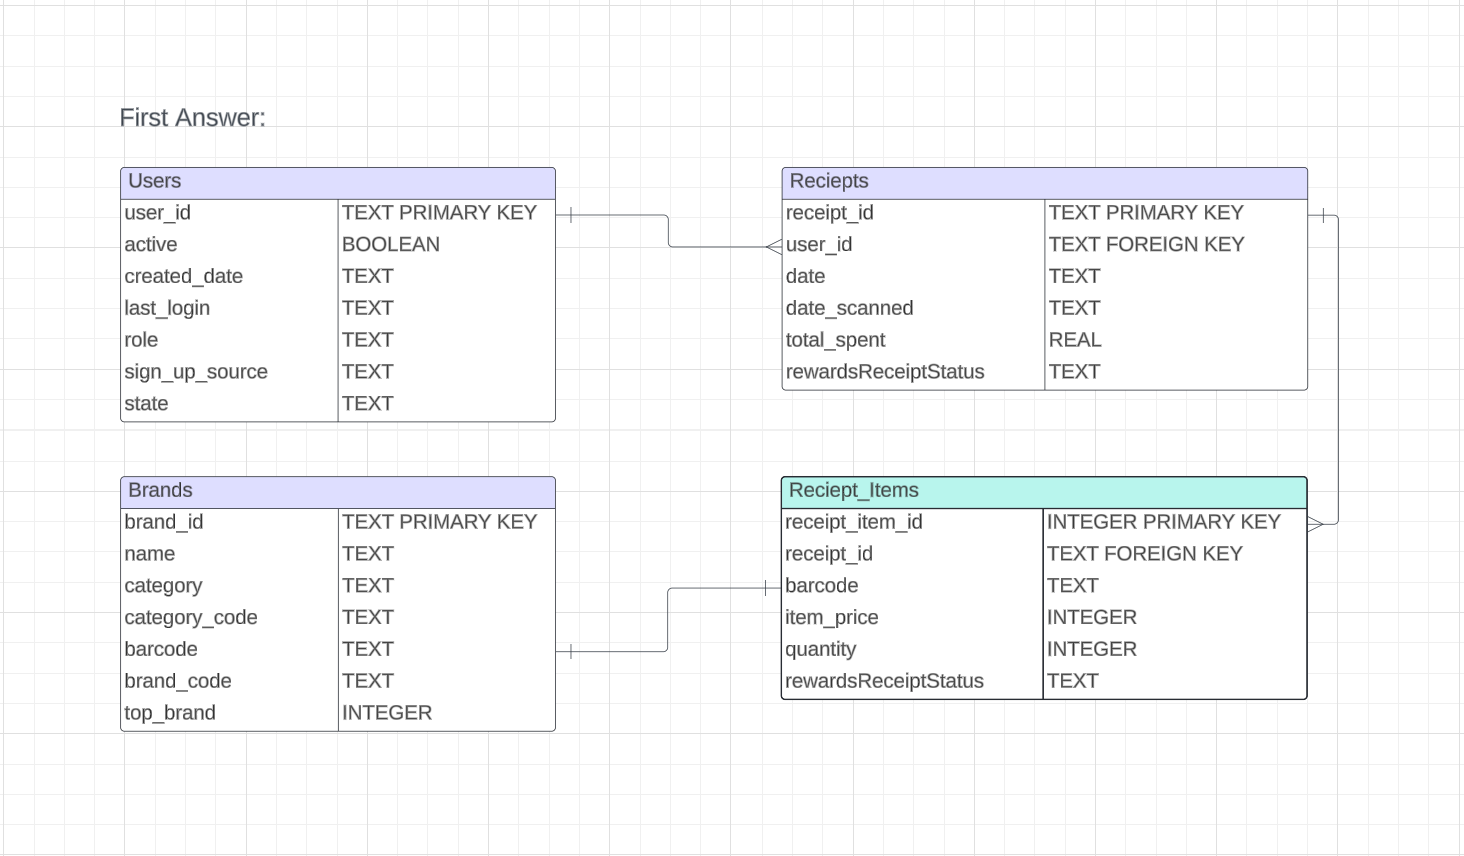 First Answer:
Users
user_id TEXT PRIMARY KEY
active BOOLEAN
created_date TEXT
last_login TEXT
role TEXT
sign_up_source TEXT
state TEXT
Reciepts
receipt_id TEXT PRIMARY KEY
user_id TEXT FOREIGN KEY
date TEXT
date_scanned TEXT
total_spent REAL
rewardsReceiptStatus TEXT
Brands
brand_id TEXT PRIMARY KEY
name TEXT
category TEXT
category_code TEXT
barcode TEXT
brand_code TEXT
top_brand INTEGER
Reciept_Items
receipt_item_id INTEGER PRIMARY KEY
receipt_id TEXT FOREIGN KEY
barcode TEXT
item_price INTEGER
quantity INTEGER
rewardsReceiptStatus TEXT